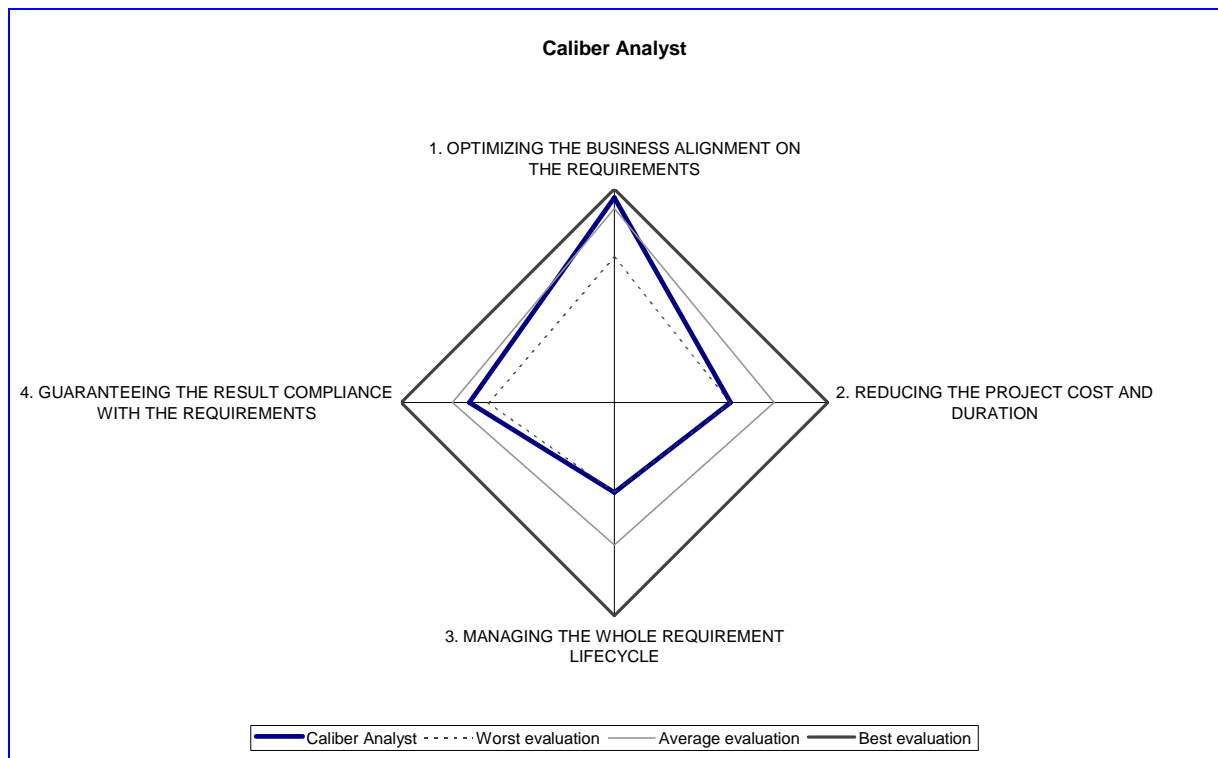 Caliber Analyst
1. OPTIMIZING THE BUSINESS ALIGNMENT ON
THE REQUIREMENTS
4. GUARANTEEING THE RESULT COMPLIANCE
WITH THE REQUIREMENTS
2. REDUCING THE PROJECT COST AND
DURATION
3. MANAGING THE WHOLE REQUIREMENT
LIFECYCLE
Caliber Analyst Worst evaluation Average evaluation Best evaluation